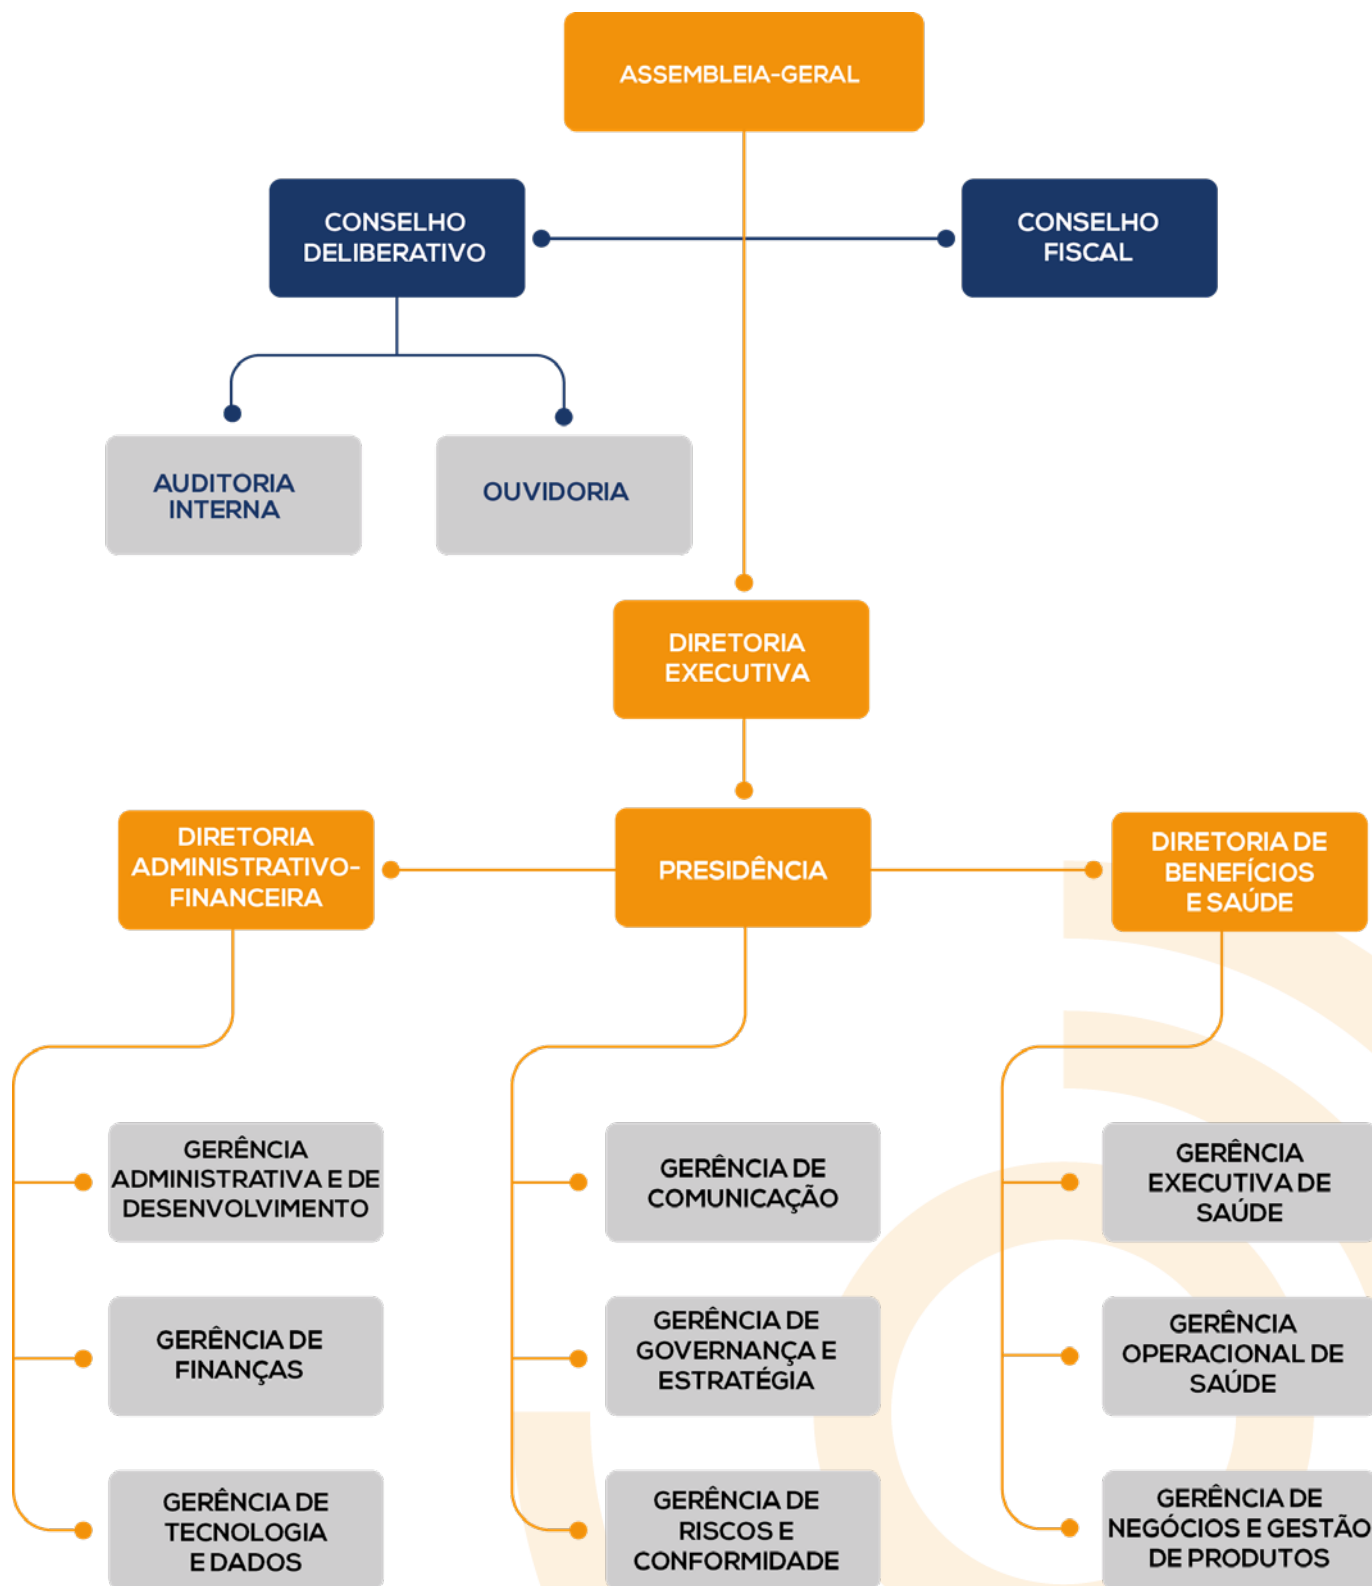 ASSEMBLEIA-GERAL
CONSELHO
DELIBERATIVO
CONSELHO
FISCAL
AUDITORIA
INTERNA
OUVIDORIA
DIRETORIA
EXECUTIVA
DIRETORIA
ADMINISTRATIVO-
FINANCEIRA
PRESIDÊNCIA
DIRETORIA DE
BENEFÍCIOS
E SAÚDE
GERÊNCIA
ADMINISTRATIVA E DE
DESENVOLVIMENTO
GERÊNCIA DE
COMUNICAÇÃO
GERÊNCIA
EXECUTIVA DE
SAÚDE
GERÊNCIA DE
FINANÇAS
GERÊNCIA DE
GOVERNANÇA E
ESTRATÉGIA
GERÊNCIA
OPERACIONAL DE
SAÚDE
GERÊNCIA DE
TECNOLOGIA
E DADOS
GERÊNCIA DE
RISCOS E
CONFORMIDADE
GERÊNCIA DE
NEGÓCIOS E GESTÃO
DE PRODUTOS